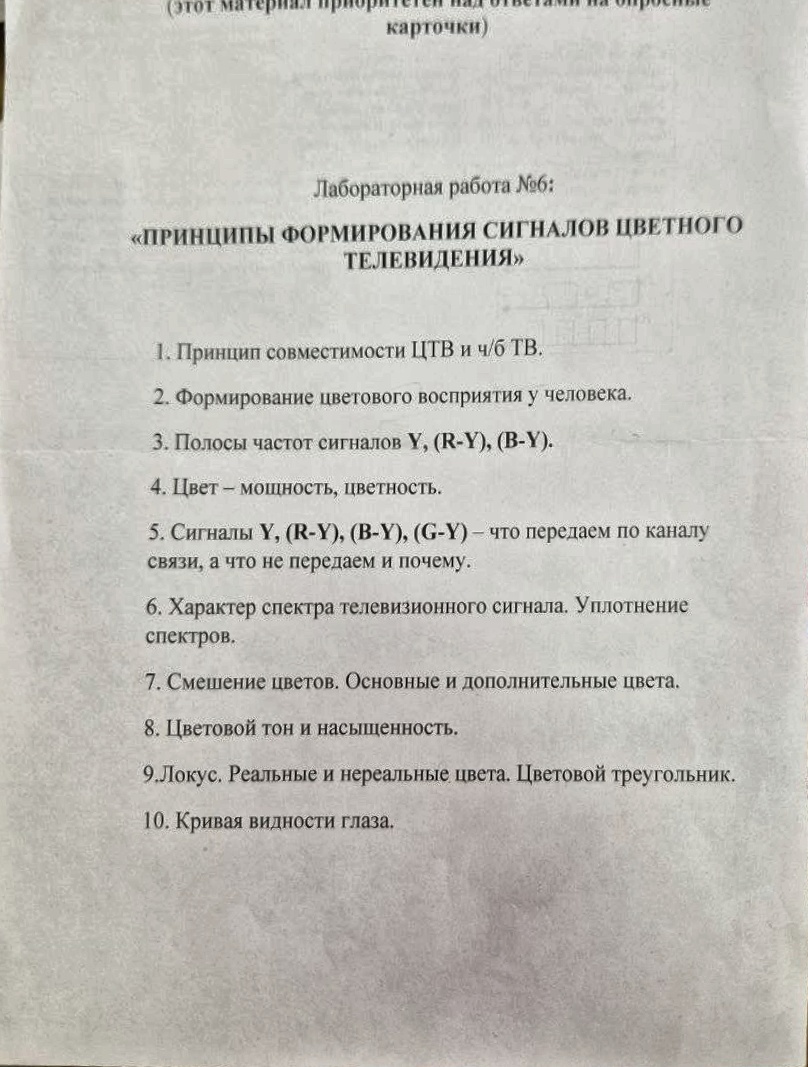 (этот материал приоритетен над ответами на опросные
карточки)
Лабораторная работа №6:
«ПРИНЦИПЫ ФОРМИРОВАНИЯ СИГНАЛОВ ЦВЕТНОГО
ТЕЛЕВИДЕНИЯ»
1. Принцип совместимости ЦТВ и ч/б ТВ.
2. Формирование цветового восприятия у человека.
3. Полосы частот сигналов Y, (R-Y), (B-Y).
4. Цвет – мощность, цветность.
5. Сигналы Y, (R-Y), (B-Y), (G-Y) – что передаем по каналу
связи, а что не передаем и почему.
6. Характер спектра телевизионного сигнала. Уплотнение
спектров.
7. Смешение цветов. Основные и дополнительные цвета.
8. Цветовой тон и насыщенность.
9.Локус. Реальные и нереальные цвета. Цветовой треугольник.
10. Кривая видности глаза.